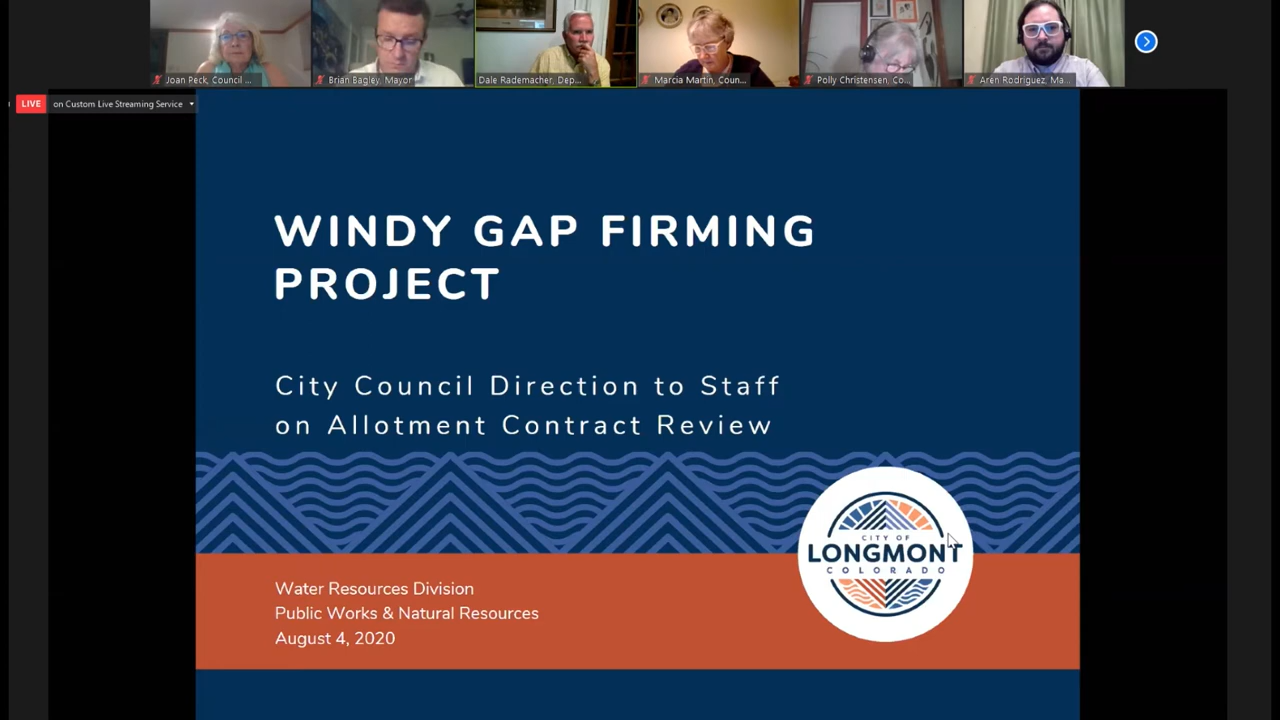 Joan Peck, Council ...
Brian Bagley, Mayor
Dale Rademacher, Dep...
Marcia Martin, Coun...
Polly Christensen, Co...
Aren Rodriguez, Ma...
LIVE
on Custom Live Streaming Service
WINDY GAP FIRMING
PROJECT
City Council Direction to Staff
on Allotment Contract Review
CITY OF
LONGMONT
COLORADO
Water Resources Division
Public Works & Natural Resources
August 4, 2020